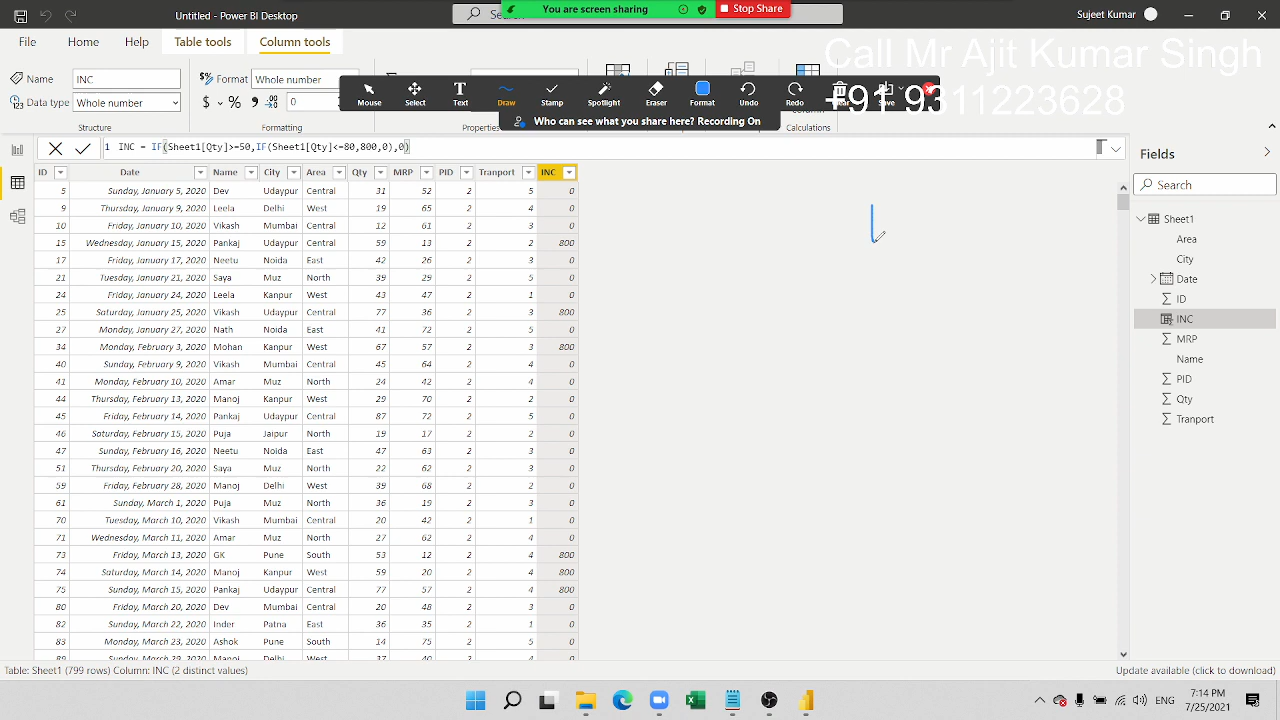 Untitled - Power BI Desktop
You are screen sharing
Stop Share
Sujeet Kumar
File Home Help Table tools Column tools
Call Mr Ajit Kumar Singh
+91 9311223628
Name INC Format Whole number
Data type Whole number $ % 9 0
Mouse Select Text Draw Stamp Spotlight Eraser Format Undo Redo Save
Who can see what you share here? Recording On
Structure Formatting Properties Calculations
1 INC = IF(Sheet1[Qty]>=50,IF(Sheet1[Qty]<=80,800,0),0)
ID Date Name City Area Qty MRP PID Tranport INC
5 Sunday, January 5, 2020 Dev Udaypur Central 31 52 2 5 0
9 Thursday, January 9, 2020 Leela Delhi West 19 65 2 4 0
10 Friday, January 10, 2020 Vikash Mumbai Central 12 61 2 3 0
15 Wednesday, January 15, 2020 Pankaj Udaypur Central 59 13 2 2 800
17 Friday, January 17, 2020 Neetu Noida East 42 26 2 3 0
21 Tuesday, January 21, 2020 Saya Muz North 39 29 2 5 0
24 Friday, January 24, 2020 Leela Kanpur West 43 47 2 1 0
25 Saturday, January 25, 2020 Vikash Udaypur Central 77 36 2 3 800
27 Monday, January 27, 2020 Nath Noida East 41 72 2 5 0
34 Monday, February 3, 2020 Mohan Kanpur West 67 57 2 3 800
40 Sunday, February 9, 2020 Vikash Mumbai Central 45 64 2 4 0
41 Monday, February 10, 2020 Amar Muz North 24 42 2 4 0
44 Thursday, February 13, 2020 Manoj Kanpur West 29 70 2 2 0
45 Friday, February 14, 2020 Pankaj Udaypur Central 87 72 2 5 0
46 Saturday, February 15, 2020 Puja Jaipur North 19 17 2 2 0
47 Sunday, February 16, 2020 Neetu Noida East 47 63 2 3 0
51 Thursday, February 20, 2020 Saya Muz North 22 62 2 3 0
59 Friday, February 28, 2020 Manoj Delhi West 39 68 2 2 0
61 Sunday, March 1, 2020 Puja Muz North 36 19 2 3 0
70 Tuesday, March 10, 2020 Vikash Mumbai Central 20 42 2 1 0
71 Wednesday, March 11, 2020 Amar Muz North 27 62 2 4 0
73 Friday, March 13, 2020 GK Pune South 53 12 2 4 800
74 Saturday, March 14, 2020 Manoj Kanpur West 59 20 2 4 800
75 Sunday, March 15, 2020 Pankaj Udaypur Central 77 57 2 4 800
80 Friday, March 20, 2020 Dev Mumbai Central 20 48 2 3 0
82 Sunday, March 22, 2020 Inder Patna East 36 35 2 1 0
83 Monday, March 23, 2020 Ashok Pune South 14 75 2 5 0
Fields
Search
Sheet1
Area
City
Date
ID
INC
MRP
Name
PID
Qty
Tranport
Table: Sheet1 (799 rows) Column: INC (2 distinct values)
Update available (click to download)
ENG
7:14 PM
7/25/2021